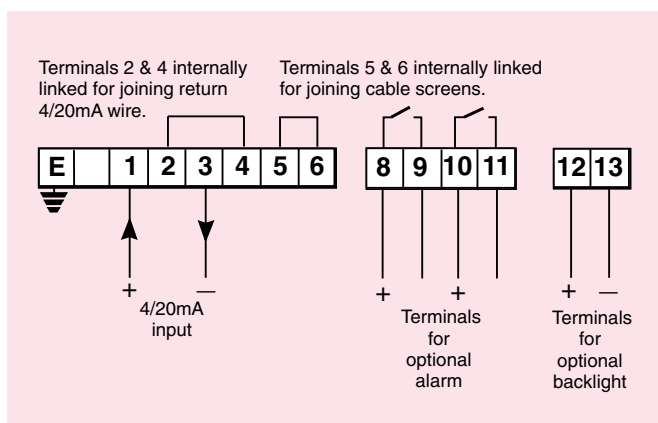 Terminals 2 & 4 internally
linked for joining return
4/20mA wire.
Terminals 5 & 6 internally linked
for joining cable screens.
E 1 2 3 4 5 6
8 9 10 11
12 13
+ —
4/20mA
input
+ +
Terminals
for
optional
alarm
+ —
Terminals
for
optional
backlight